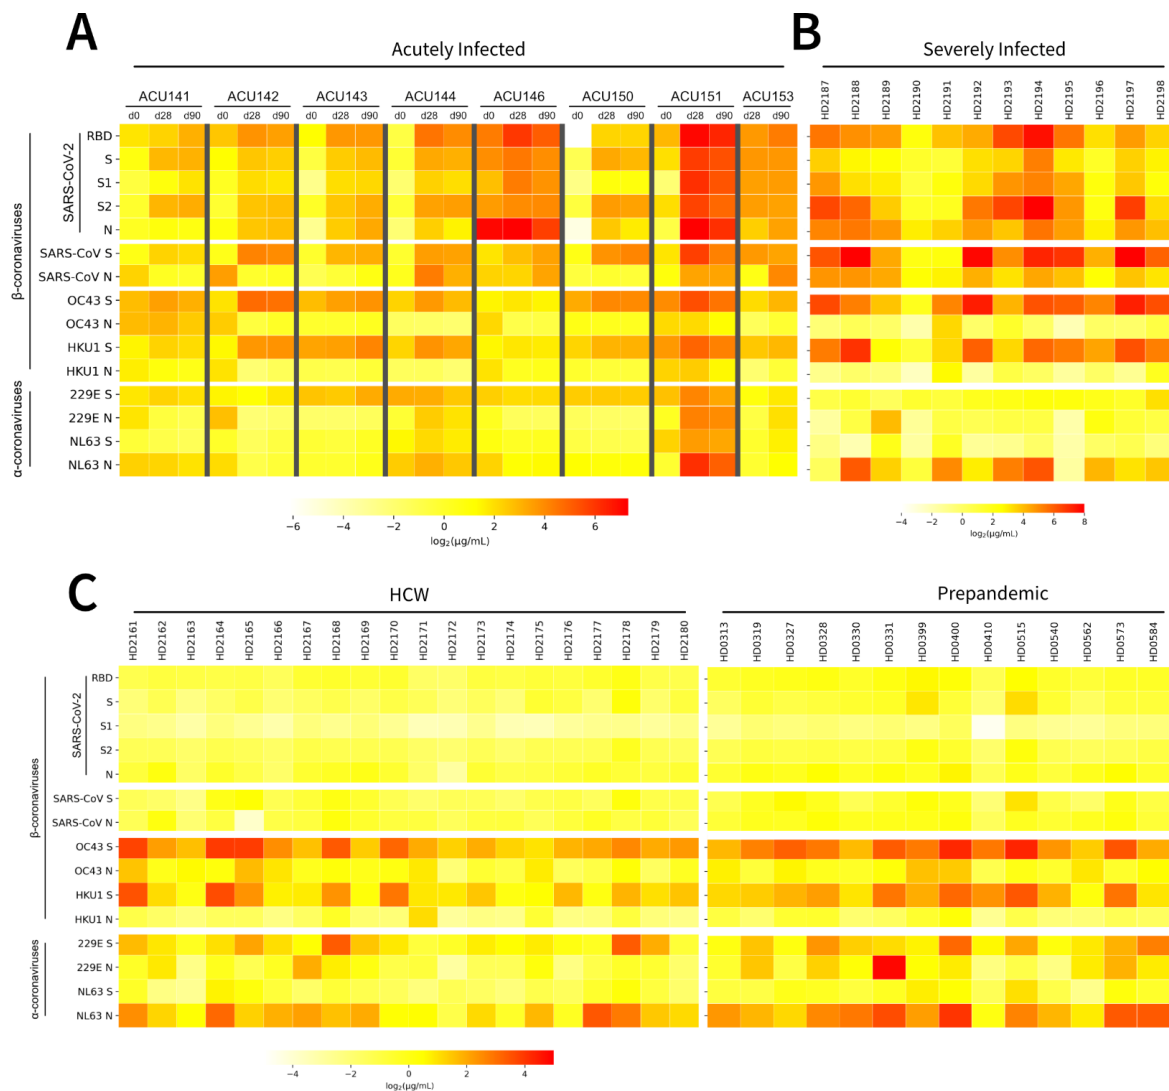 A
Acutely Infected
ACU141 ACU142 ACU143 ACU144 ACU146 ACU150 ACU151 ACU153
d0 d28 d90 d0 d28 d90 d0 d28 d90 d0 d28 d90 d0 d28 d90 d0 d28 d90 d0 d28 d90 d28 d90
β-coronaviruses
SARS-CoV-2
RBD
S
S1
S2
N
SARS-CoV S
SARS-CoV N
OC43 S
OC43 N
HKU1 S
HKU1 N
α-coronaviruses
229E S
229E N
NL63 S
NL63 N
−6 −4 −2 0 2 4 6
log2(μg/mL)
B
Severely Infected
HD2187 HD2188 HD2189 HD2190 HD2191 HD2192 HD2193 HD2194 HD2195 HD2196 HD2197 HD2198
−4 −2 0 2 4 6 8
log2(μg/mL)
C
HCW
HD2161 HD2162 HD2163 HD2164 HD2165 HD2166 HD2167 HD2168 HD2169 HD2170 HD2171 HD2172 HD2173 HD2174 HD2175 HD2176 HD2177 HD2178 HD2179 HD2180
β-coronaviruses
SARS-CoV-2
RBD
S
S1
S2
N
SARS-CoV S
SARS-CoV N
OC43 S
OC43 N
HKU1 S
HKU1 N
α-coronaviruses
229E S
229E N
NL63 S
NL63 N
−4 −2 0 2 4
log2(μg/mL)
Prepandemic
HD0313 HD0319 HD0327 HD0328 HD0330 HD0331 HD0399 HD0400 HD0410 HD0515 HD0540 HD0562 HD0573 HD0584